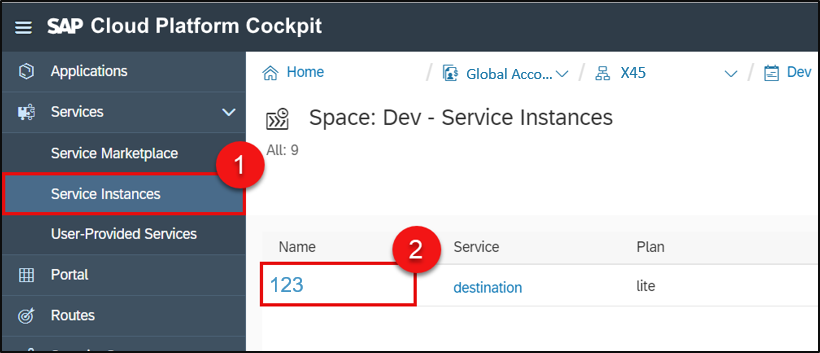 SAP Cloud Platform Cockpit
Applications
Home / Global Acco... / X45 / Dev
Services
Space: Dev - Service Instances
All: 9
Service Marketplace
1
Service Instances
User-Provided Services
Name 2 Service Plan
Portal
123 destination lite
Routes